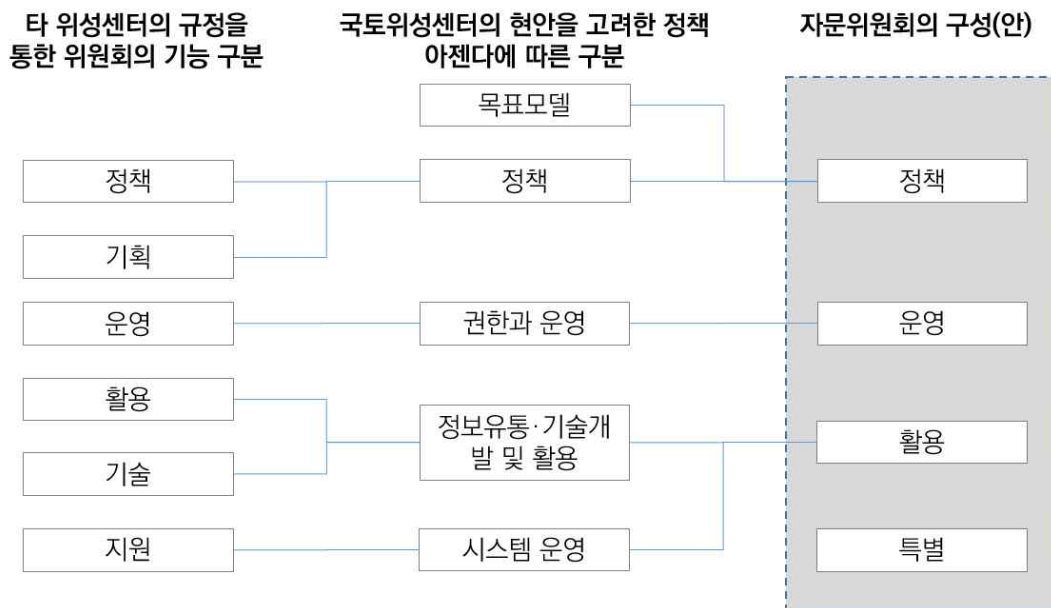 타 위성센터의 규정을
통한 위원회의 기능 구분
국토위성센터의 현안을 고려한 정책
아젠다에 따른 구분
자문위원회의 구성(안)
목표모델
정책
정책
정책
기획
운영
권한과 운영
운영
활용
정보유통·기술개
발 및 활용
활용
기술
지원
시스템 운영
특별